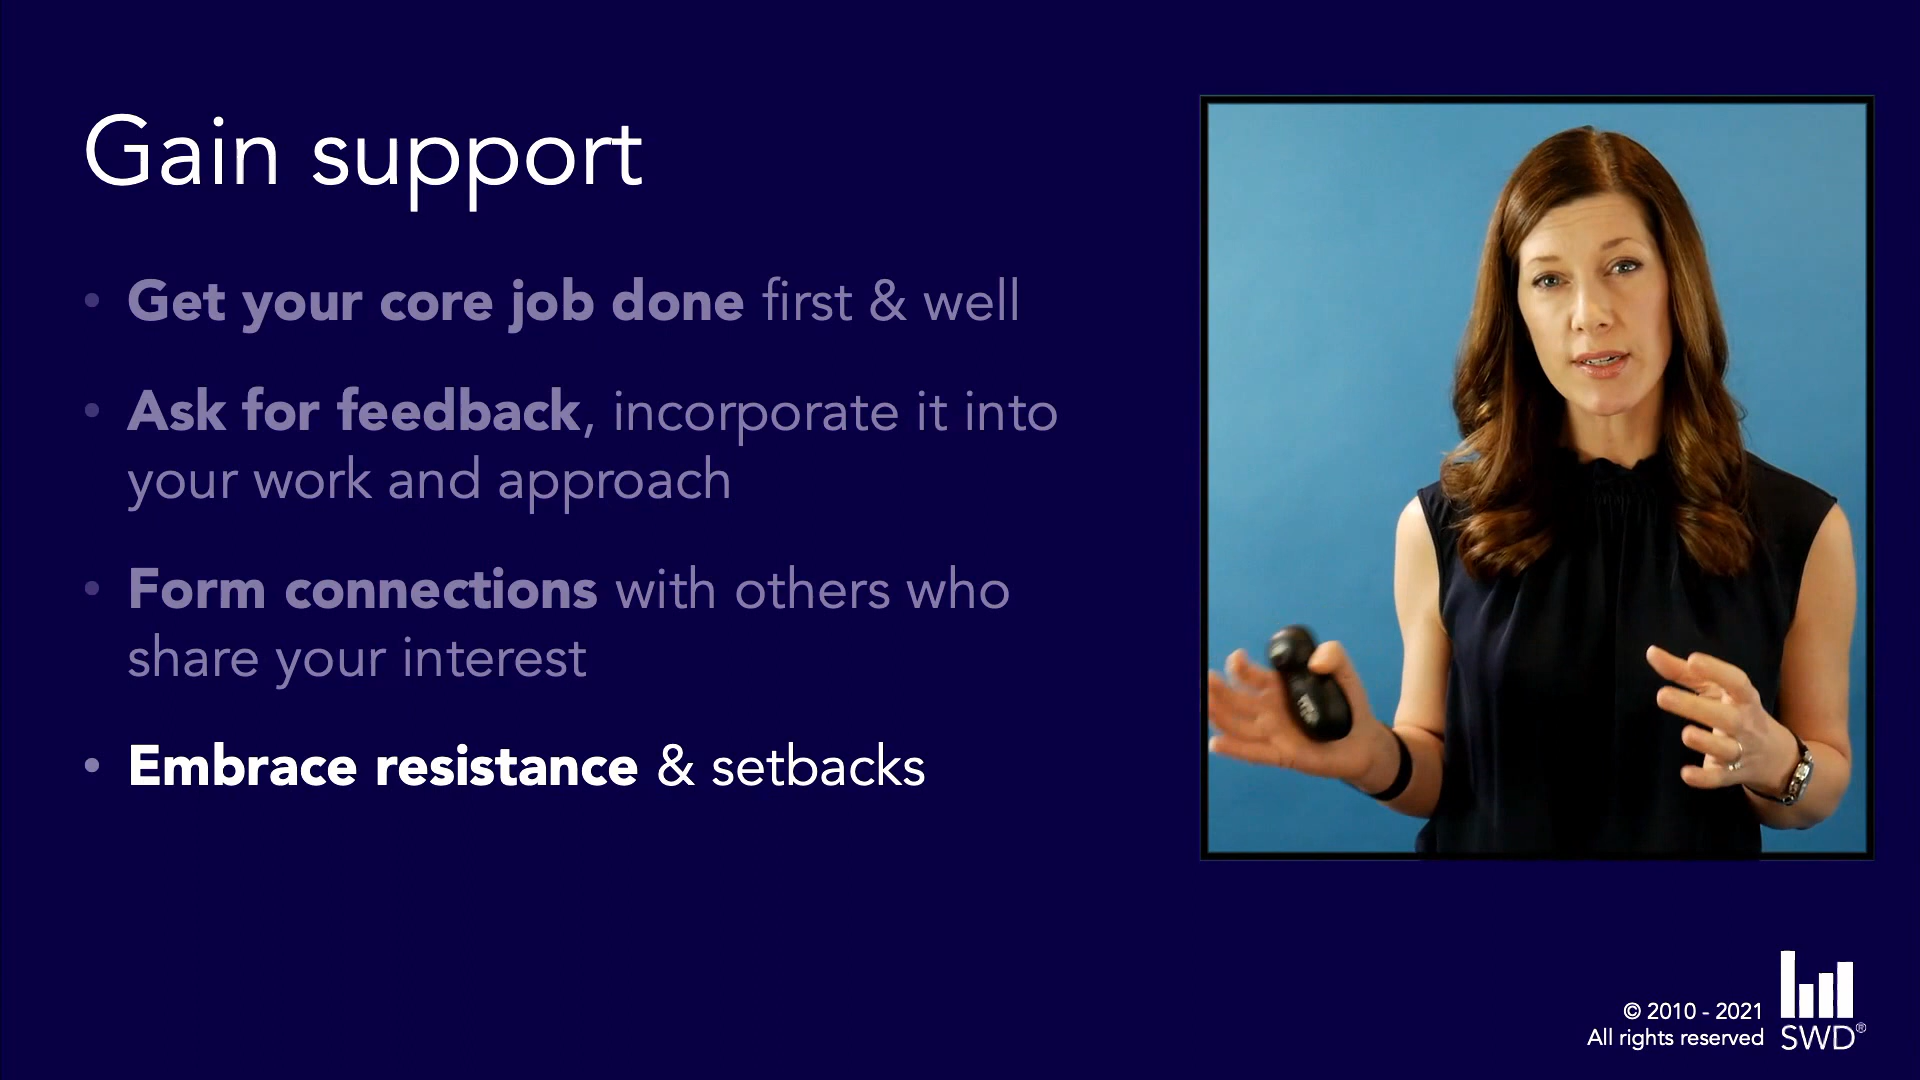 Gain support
• Get your core job done first & well
• Ask for feedback, incorporate it into
your work and approach
• Form connections with others who
share your interest
• Embrace resistance & setbacks
© 2010 - 2021
All rights reserved
SWD®